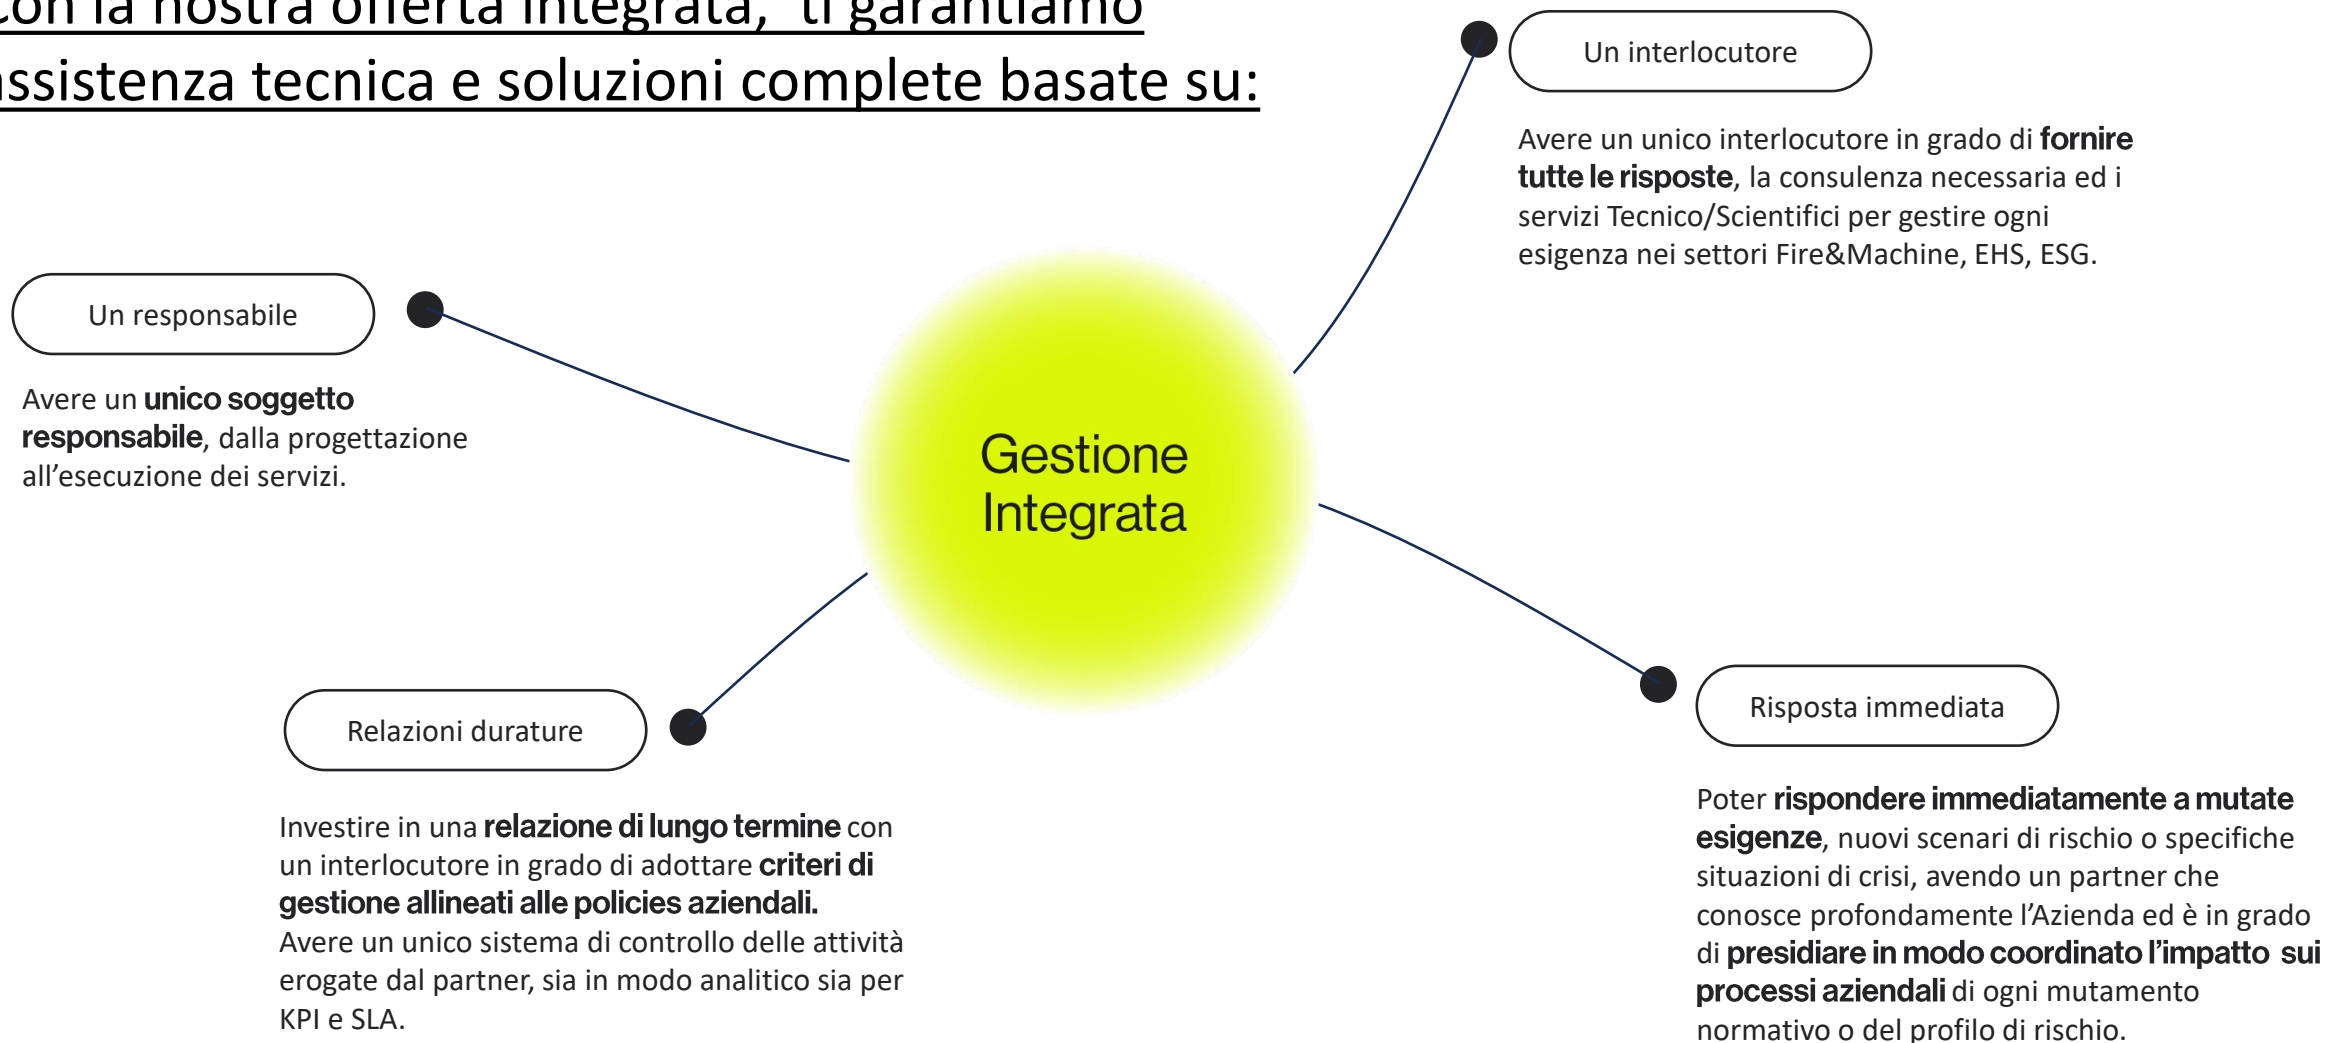 con la nostra offerta integrata, ti garantiamo
assistenza tecnica e soluzioni complete basate su:
Un interlocutore
Avere un unico interlocutore in grado di fornire
tutte le risposte, la consulenza necessaria ed i
servizi Tecnico/Scientifici per gestire ogni
esigenza nei settori Fire&Machine, EHS, ESG.
Un responsabile
Avere un unico soggetto
responsabile, dalla progettazione
all’esecuzione dei servizi.
Gestione
Integrata
Relazioni durature
Investire in una relazione di lungo termine con
un interlocutore in grado di adottare criteri di
gestione allineati alle policies aziendali.
Avere un unico sistema di controllo delle attività
erogate dal partner, sia in modo analitico sia per
KPI e SLA.
Risposta immediata
Poter rispondere immediatamente a mutate
esigenze, nuovi scenari di rischio o specifiche
situazioni di crisi, avendo un partner che
conosce profondamente l’Azienda ed è in grado
di presidiare in modo coordinato l’impatto sui
processi aziendali di ogni mutamento
normativo o del profilo di rischio.